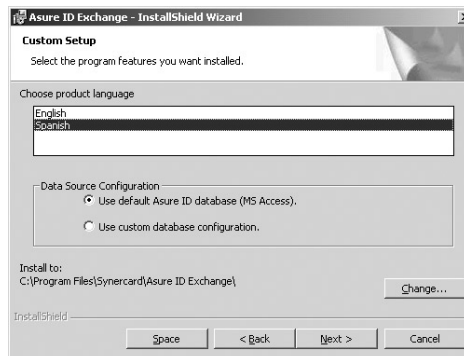 Asure ID Exchange - InstallShield Wizard
Custom Setup
Select the program features you want installed.
Choose product language
English
Spanish
Data Source Configuration
Use default Asure ID database (MS Access).
Use custom database configuration.
Install to:
C:\Program Files\Synercard\Asure ID Exchange\
Change...
InstallShield
Space
< Back
Next >
Cancel